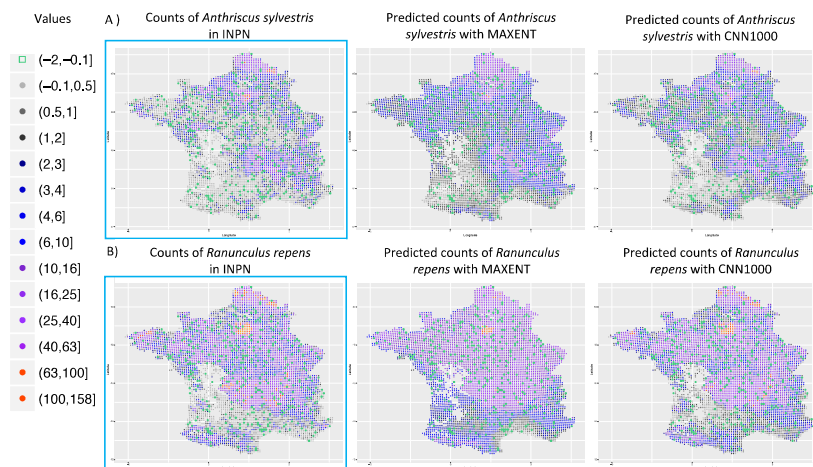 Values
(−2,−0.1]
(−0.1,0.5]
(0.5,1]
(1,2]
(2,3]
(3,4]
(4,6]
(6,10]
(10,16]
(16,25]
(25,40]
(40,63]
(63,100]
(100,158]
A )
Counts of Anthriscus sylvestris
in INPN
Predicted counts of Anthriscus
sylvestris with MAXENT
Predicted counts of Anthriscus
sylvestris with CNN1000
Longitude
Longitude
Longitude
B)
Counts of Ranunculus repens
in INPN
Predicted counts of Ranunculus
repens with MAXENT
Predicted counts of Ranunculus
repens with CNN1000